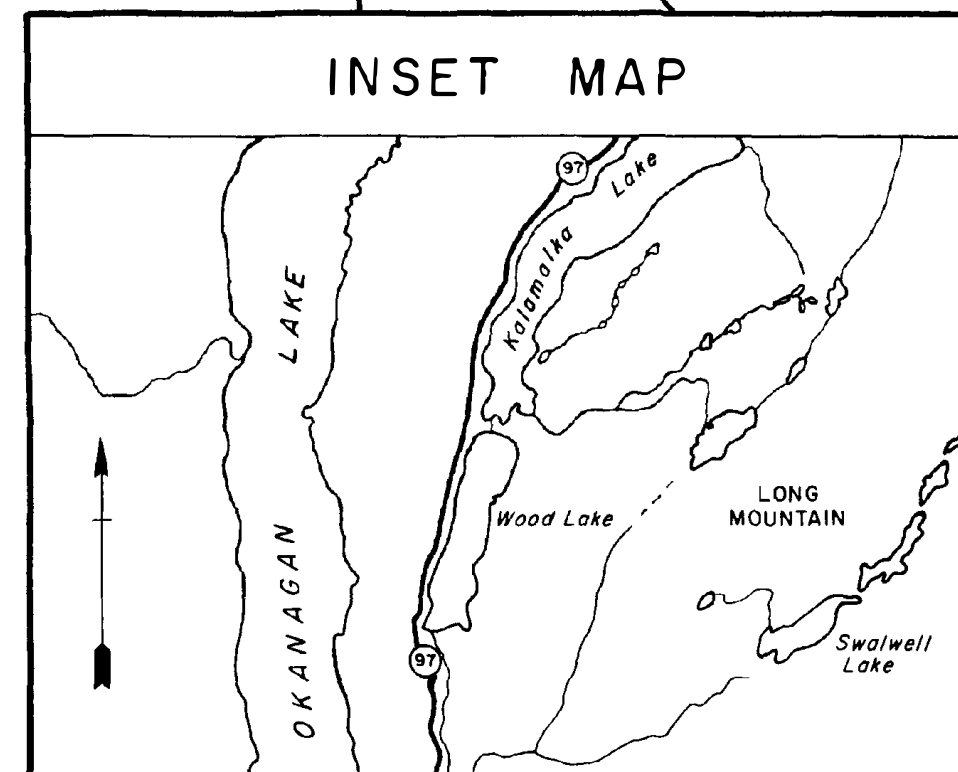 INSET MAP
97
Lake
Kalamalka
LAKE
OKANAGAN
Wood Lake
LONG
MOUNTAIN
Swalwell
Lake
97